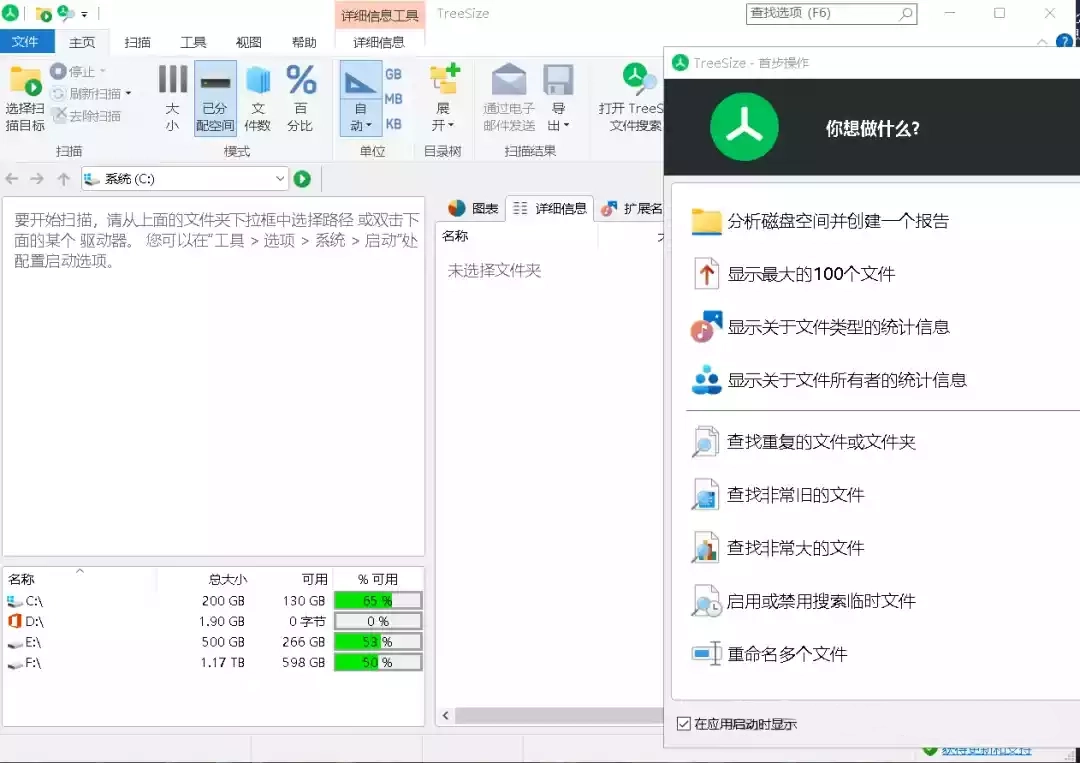 详细信息工具
TreeSize
查找选项 (F6)
文件
主页
扫描
工具
视图
帮助
详细信息
选择扫
描目标
停止
刷新扫描
去除扫描
扫描
大
小
已分
配空间
文
件数
百
分比
模式
自
动
GB
MB
KB
单位
展
开
目录树
通过电子
邮件发送
导
出
扫描结果
打开 TreeS
文件搜索
系统 (C:)
要开始扫描，请从上面的文件夹下拉框中选择路径 或双击下
面的某个 驱动器。 您可以在"工具 > 选项 > 系统 > 启动"处
配置启动选项。
图表
详细信息
扩展名
名称
未选择文件夹
名称
总大小
可用
% 可用
C:\
200 GB
130 GB
65 %
D:\
1.90 GB
0 字节
0 %
E:\
500 GB
266 GB
53 %
F:\
1.17 TB
598 GB
50 %
TreeSize - 首步操作
你想做什么?
分析磁盘空间并创建一个报告
显示最大的100个文件
显示关于文件类型的统计信息
显示关于文件所有者的统计信息
查找重复的文件或文件夹
查找非常旧的文件
查找非常大的文件
启用或禁用搜索临时文件
重命名多个文件
在应用启动时显示
获得更新和支持